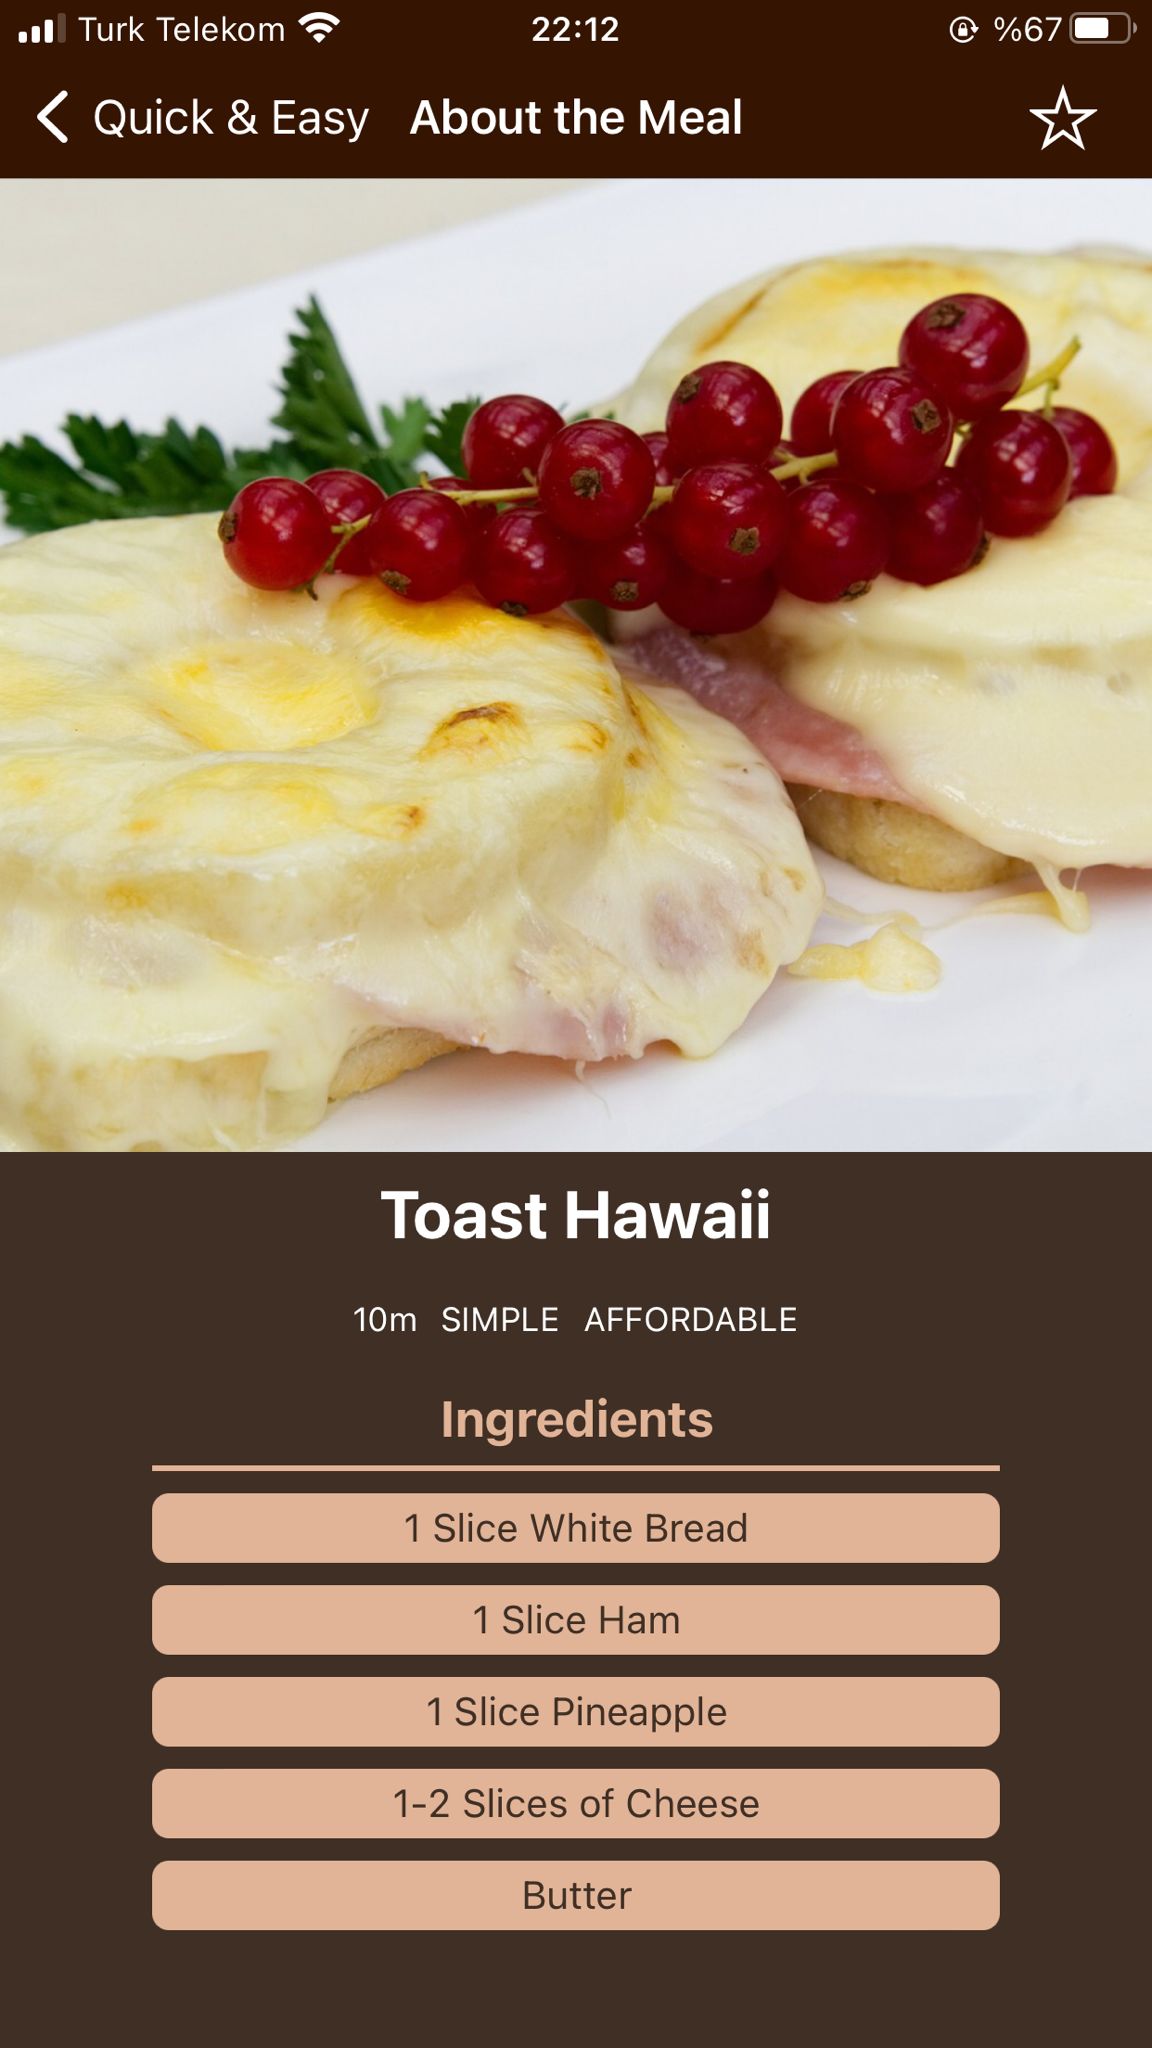 Turk Telekom 22:12 %67
Quick & Easy About the Meal
Toast Hawaii
10m SIMPLE AFFORDABLE
Ingredients
1 Slice White Bread
1 Slice Ham
1 Slice Pineapple
1-2 Slices of Cheese
Butter